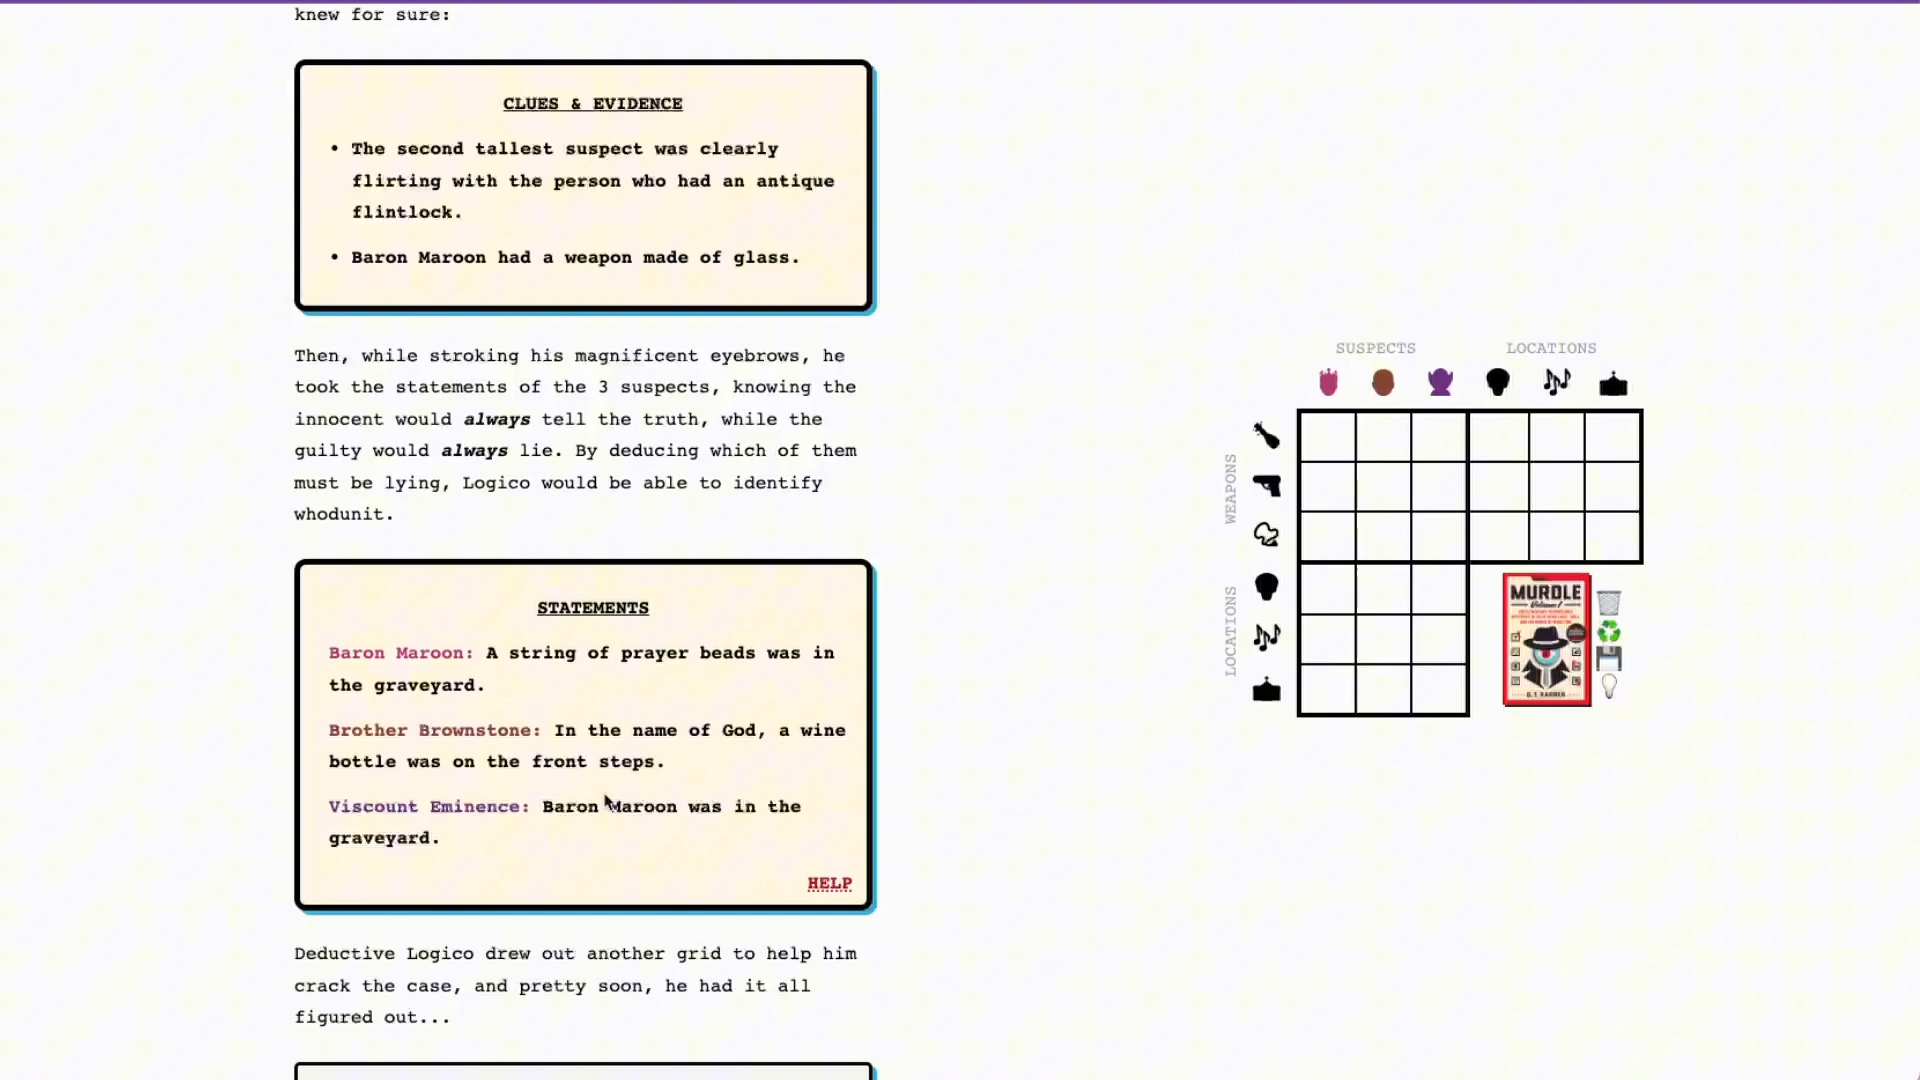 knew for sure:
CLUES & EVIDENCE
• The second tallest suspect was clearly
flirting with the person who had an antique
flintlock.
• Baron Maroon had a weapon made of glass.
Then, while stroking his magnificent eyebrows, he
took the statements of the 3 suspects, knowing the
innocent would always tell the truth, while the
guilty would always lie. By deducing which of them
must be lying, Logico would be able to identify
whodunit.
STATEMENTS
Baron Maroon: A string of prayer beads was in
the graveyard.
Brother Brownstone: In the name of God, a wine
bottle was on the front steps.
Viscount Eminence: Baron Maroon was in the
graveyard.
HELP
Deductive Logico drew out another grid to help him
crack the case, and pretty soon, he had it all
figured out...
SUSPECTS
LOCATIONS
WEAPONS
LOCATIONS
MURDLE
Volume 1
G.T. KARBER